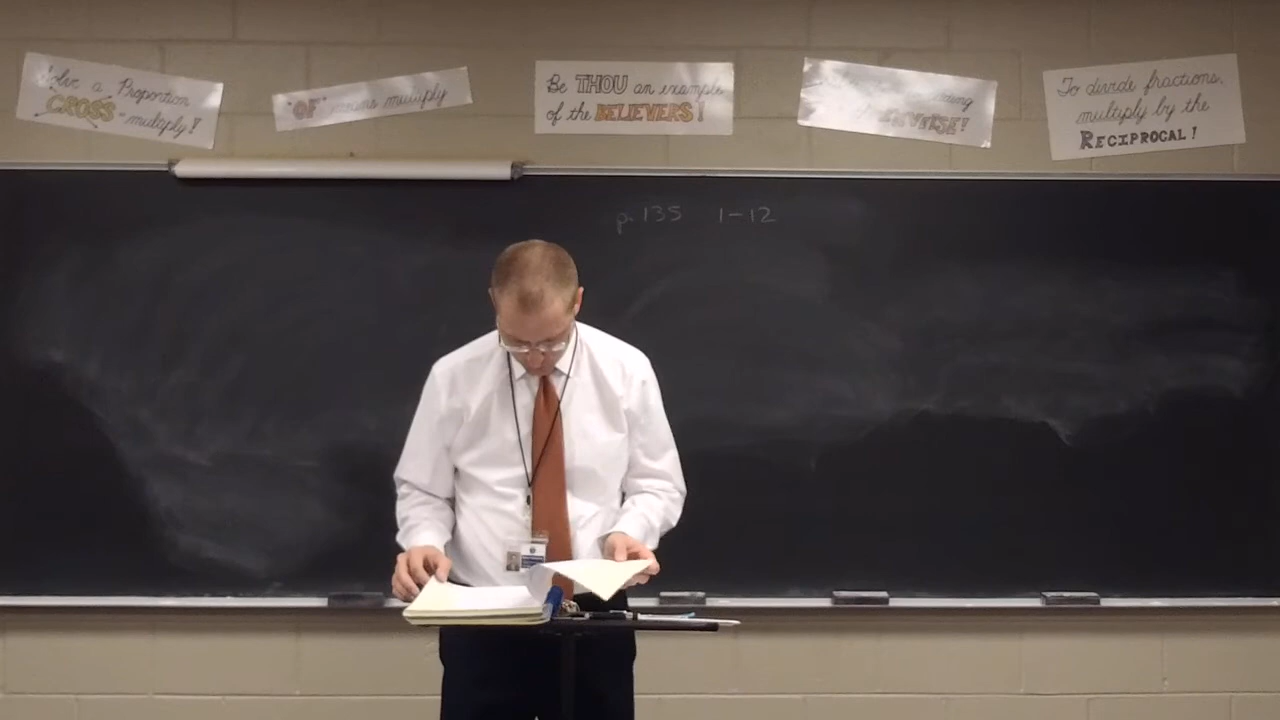 Solve a Proportion
"CROSS"-multiply!
"OF" means multiply
Be THOU an example
of the BELIEVERS!
INVERSE!
To divide fractions,
multiply by the
RECIPROCAL!
p. 135 1-12